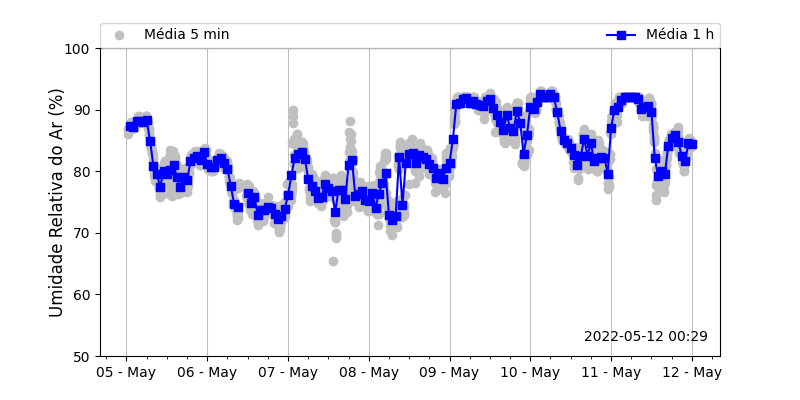 Média 5 min Média 1 h
Umidade Relativa do Ar (%)
100
90
80
70
60
50
2022-05-12 00:29
05 - May 06 - May 07 - May 08 - May 09 - May 10 - May 11 - May 12 - May